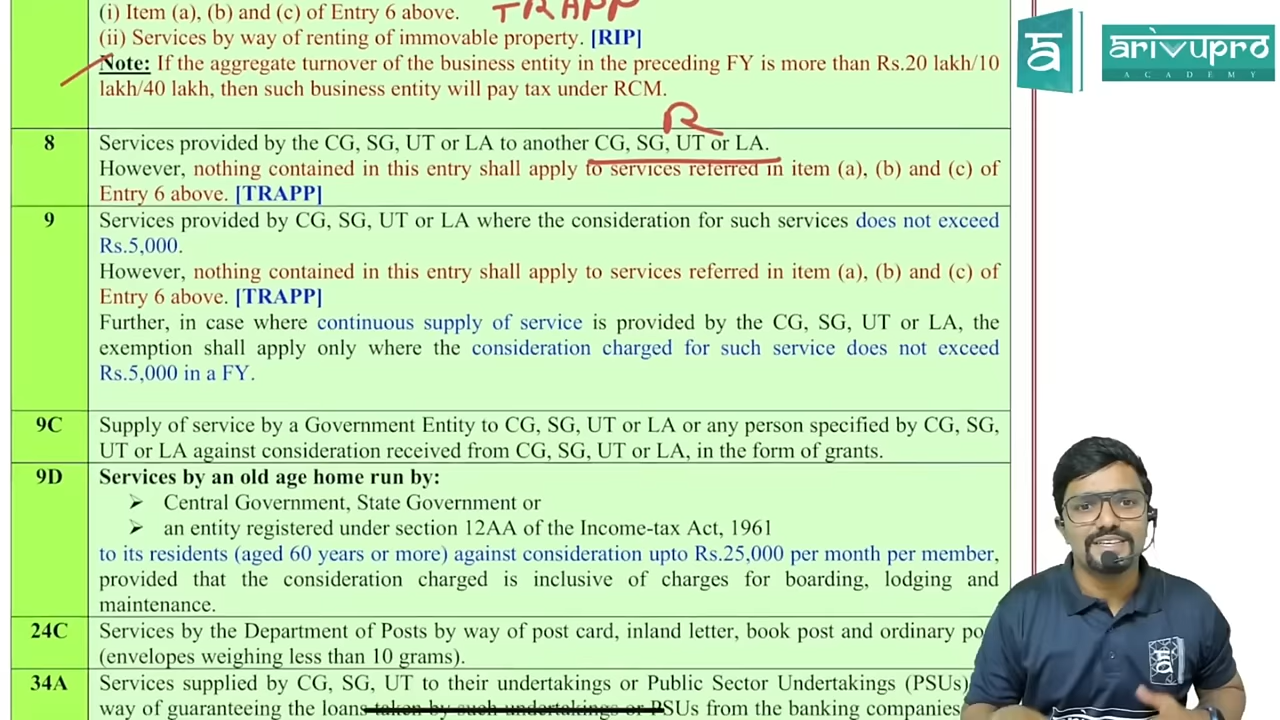 (i) Item (a), (b) and (c) of Entry 6 above. TRAPP
(ii) Services by way of renting of immovable property. [RIP]
Note: If the aggregate turnover of the business entity in the preceding FY is more than Rs.20 lakh/10
lakh/40 lakh, then such business entity will pay tax under RCM.
R
8 Services provided by the CG, SG, UT or LA to another CG, SG, UT or LA.
However, nothing contained in this entry shall apply to services referred in item (a), (b) and (c) of
Entry 6 above. [TRAPP]
9 Services provided by CG, SG, UT or LA where the consideration for such services does not exceed
Rs.5,000.
However, nothing contained in this entry shall apply to services referred in item (a), (b) and (c) of
Entry 6 above. [TRAPP]
Further, in case where continuous supply of service is provided by the CG, SG, UT or LA, the
exemption shall apply only where the consideration charged for such service does not exceed
Rs.5,000 in a FY.
9C Supply of service by a Government Entity to CG, SG, UT or LA or any person specified by CG, SG,
UT or LA against consideration received from CG, SG, UT or LA, in the form of grants.
9D Services by an old age home run by:
➢ Central Government, State Government or
➢ an entity registered under section 12AA of the Income-tax Act, 1961
to its residents (aged 60 years or more) against consideration upto Rs.25,000 per month per member,
provided that the consideration charged is inclusive of charges for boarding, lodging and
maintenance.
24C Services by the Department of Posts by way of post card, inland letter, book post and ordinary
(envelopes weighing less than 10 grams).
34A Services supplied by CG, SG, UT to their undertakings or Public Sector Undertakings (PSUs)
way of guaranteeing the loans taken by such undertakings or PSUs from the banking companies
arivupro
ACADEMY